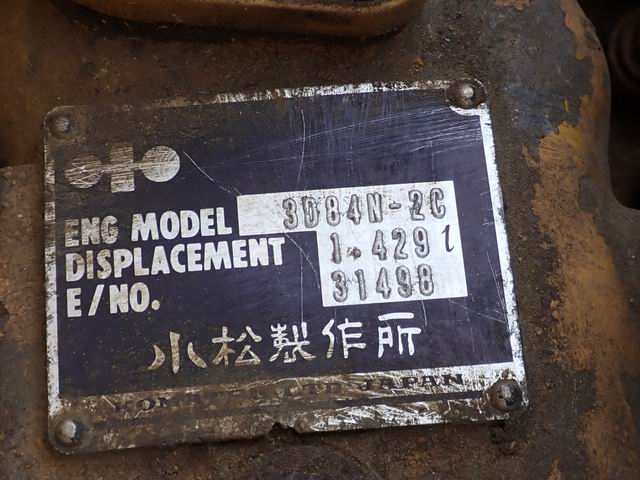 ENG MODEL 3D84N-2C
DISPLACEMENT 1.429 l
E/NO. 31498
小松製作所
JAPAN